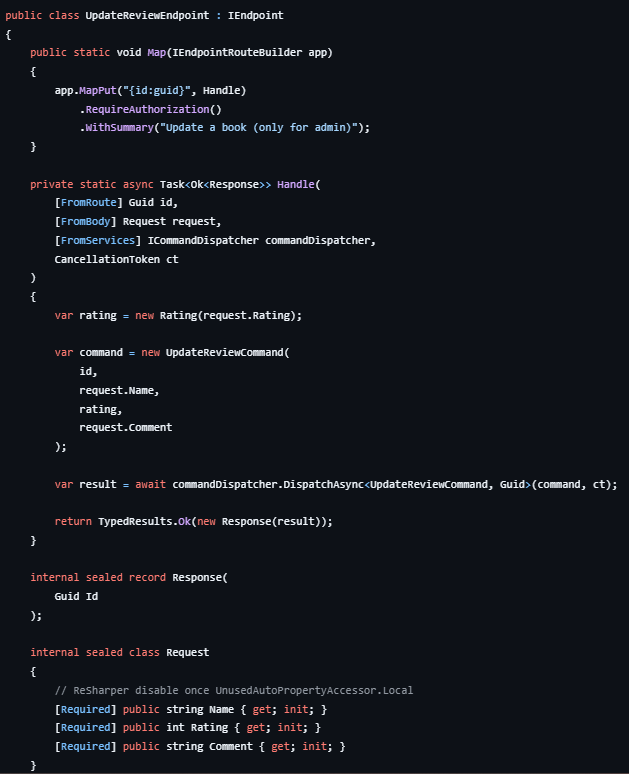 public class UpdateReviewEndpoint : IEndpoint
{
    public static void Map(IEndpointRouteBuilder app)
    {
        app.MapPut("{id:guid}", Handle)
            .RequireAuthorization()
            .WithSummary("Update a book (only for admin)");
    }

    private static async Task<Ok<Response>> Handle(
        [FromRoute] Guid id,
        [FromBody] Request request,
        [FromServices] ICommandDispatcher commandDispatcher,
        CancellationToken ct
    )
    {
        var rating = new Rating(request.Rating);

        var command = new UpdateReviewCommand(
            id,
            request.Name,
            rating,
            request.Comment
        );

        var result = await commandDispatcher.DispatchAsync<UpdateReviewCommand, Guid>(command, ct);

        return TypedResults.Ok(new Response(result));
    }

    internal sealed record Response(
        Guid Id
    );

    internal sealed class Request
    {
        // ReSharper disable once UnusedAutoPropertyAccessor.Local
        [Required] public string Name { get; init; }
        [Required] public int Rating { get; init; }
        [Required] public string Comment { get; init; }
    }